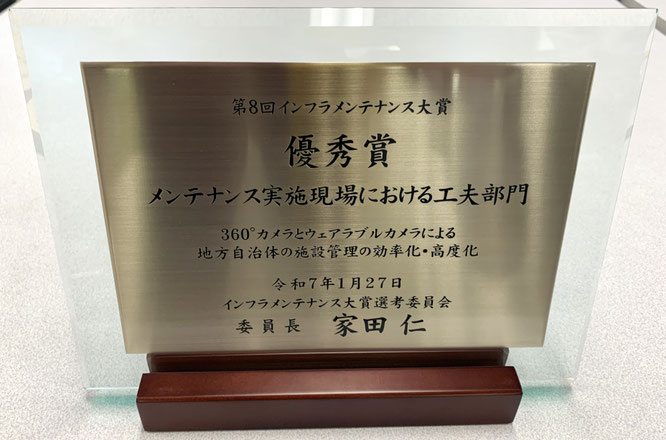 第8回インフラメンテナンス大賞
優秀賞
メンテナンス実施現場における工夫部門
360°カメラとウェアラブルカメラによる
地方自治体の施設管理の効率化・高度化
令和7年1月27日
インフラメンテナンス大賞選考委員会
委員長 家田 仁